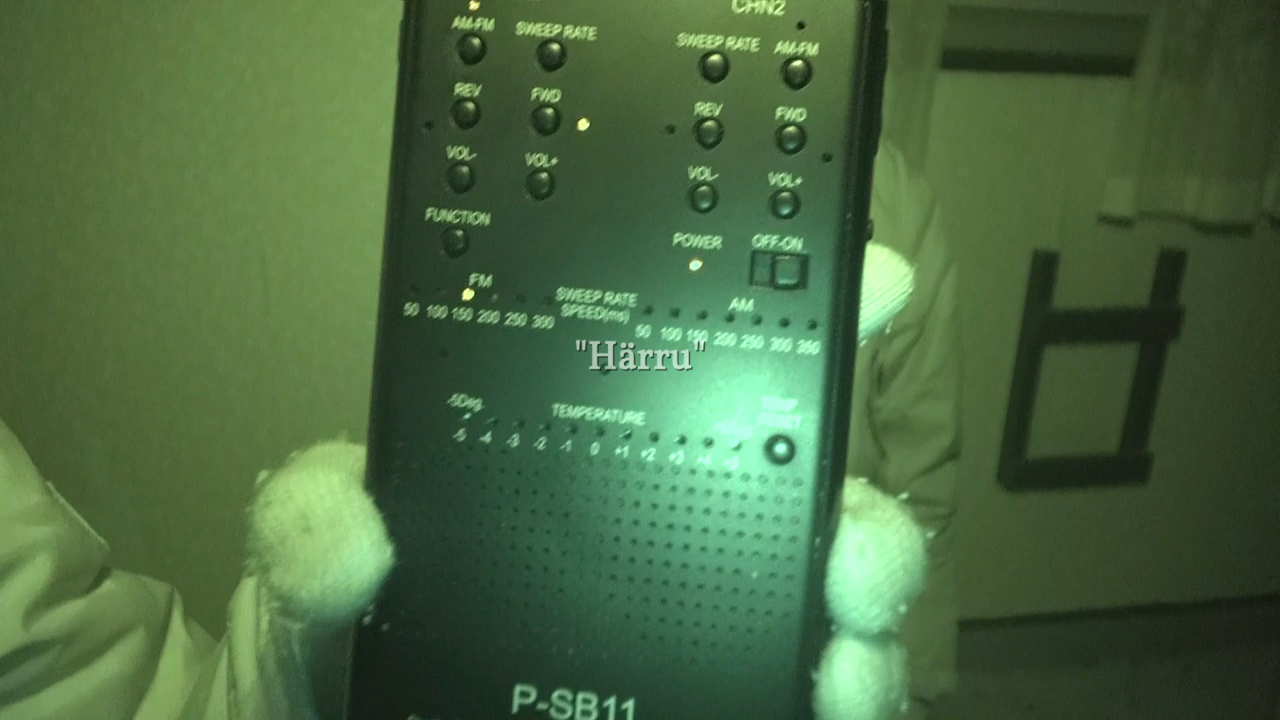 CHN2
AM-FM SWEEP RATE SWEEP RATE AM-FM
REV FWD REV FWD
VOL- VOL+ VOL- VOL+
FUNCTION POWER OFF-ON
FM SWEEP RATE AM
SPEED(ms)
50 100 150 200 250 300 50 100 150 200 250 300 350
"Härru"
-5Deg. TEMPERATURE
-5 -4 -3 -2 -1 0 +1 +2 +3
P-SB11